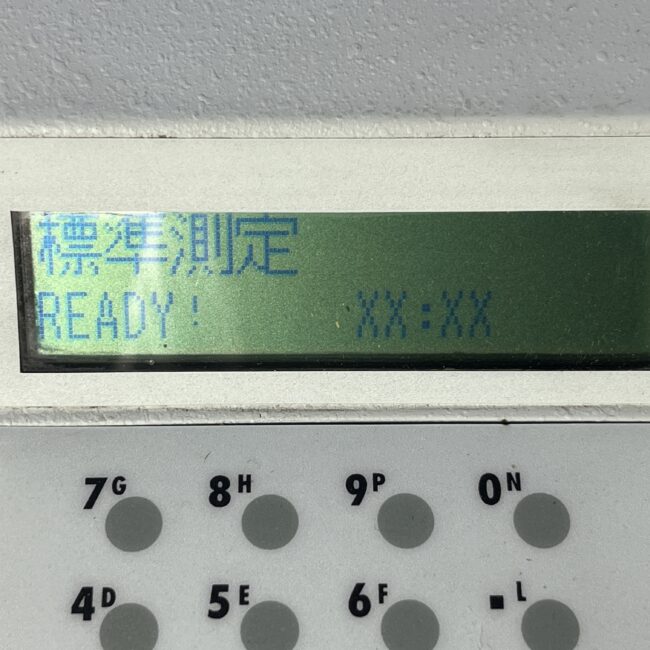 標準測定
READY! XX:XX
7G 8H 9P 0N
4D 5E 6F .L